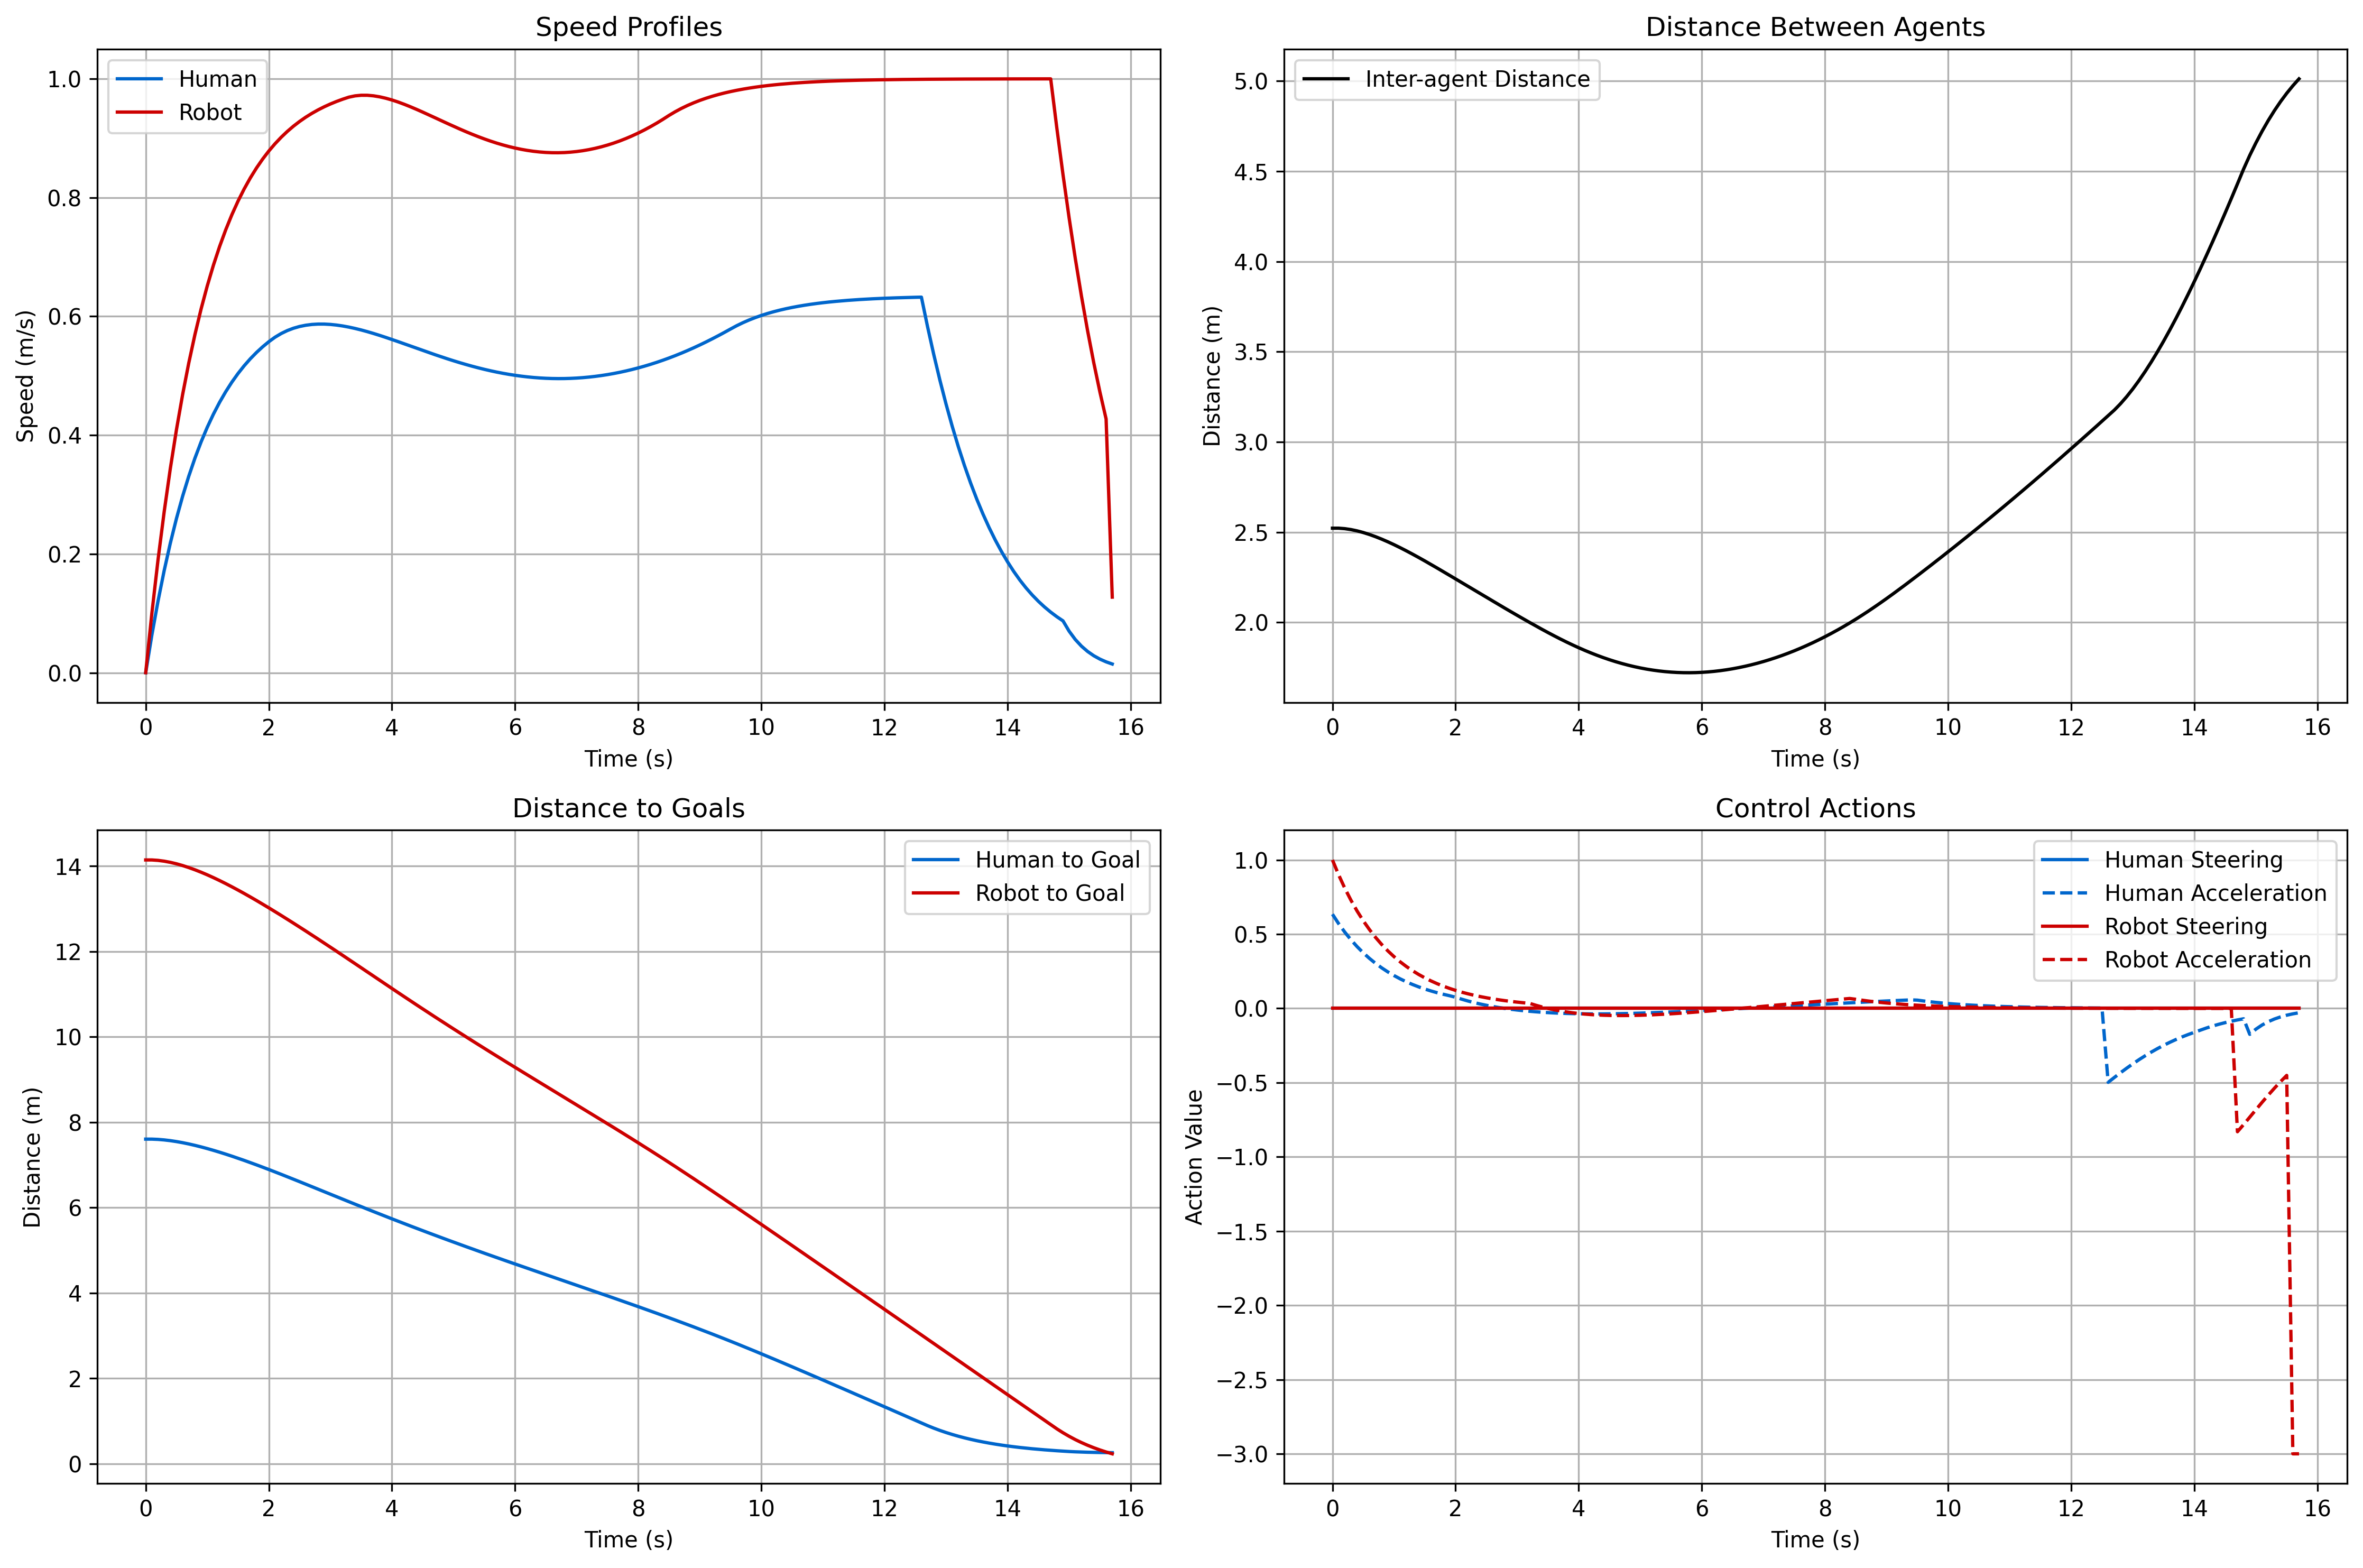 Speed Profiles
Human
Robot
1.0
0.8
0.6
0.4
0.2
0.0
Speed (m/s)
0 2 4 6 8 10 12 14 16
Time (s)
Distance Between Agents
Inter-agent Distance
5.0
4.5
4.0
3.5
3.0
2.5
2.0
Distance (m)
0 2 4 6 8 10 12 14 16
Time (s)
Distance to Goals
Human to Goal
Robot to Goal
14
12
10
8
6
4
2
0
Distance (m)
0 2 4 6 8 10 12 14 16
Time (s)
Control Actions
Human Steering
Human Acceleration
Robot Steering
Robot Acceleration
1.0
0.5
0.0
−0.5
−1.0
−1.5
−2.0
−2.5
−3.0
Action Value
0 2 4 6 8 10 12 14 16
Time (s)